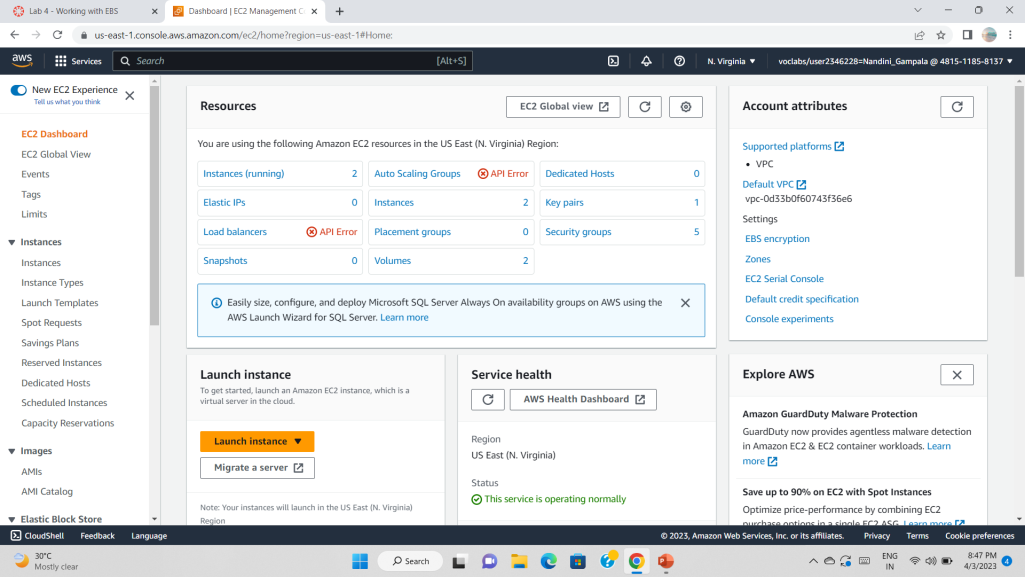 Lab 4 - Working with EBS
Dashboard | EC2 Management C
us-east-1.console.aws.amazon.com/ec2/home?region=us-east-1#Home:
aws
Services
Search
[Alt+S]
N. Virginia
voclabs/user2346228=Nandini_Gampala @ 4815-1185-8137
New EC2 Experience
Tell us what you think
EC2 Dashboard
EC2 Global View
Events
Tags
Limits
Instances
Instances
Instance Types
Launch Templates
Spot Requests
Savings Plans
Reserved Instances
Dedicated Hosts
Scheduled Instances
Capacity Reservations
Images
AMIs
AMI Catalog
Elastic Block Store
Resources
EC2 Global view
You are using the following Amazon EC2 resources in the US East (N. Virginia) Region:
Instances (running) 2
Auto Scaling Groups API Error
Dedicated Hosts 0
Elastic IPs 0
Instances 2
Key pairs 1
Load balancers API Error
Placement groups 0
Security groups 5
Snapshots 0
Volumes 2
Easily size, configure, and deploy Microsoft SQL Server Always On availability groups on AWS using the
AWS Launch Wizard for SQL Server. Learn more
Launch instance
To get started, launch an Amazon EC2 instance, which is a
virtual server in the cloud.
Launch instance
Migrate a server
Note: Your instances will launch in the US East (N. Virginia)
Region
Service health
AWS Health Dashboard
Region
US East (N. Virginia)
Status
This service is operating normally
Account attributes
Supported platforms
• VPC
Default VPC
vpc-0d33b0f60743f36e6
Settings
EBS encryption
Zones
EC2 Serial Console
Default credit specification
Console experiments
Explore AWS
Amazon GuardDuty Malware Protection
GuardDuty now provides agentless malware detection
in Amazon EC2 & EC2 container workloads. Learn
more
Save up to 90% on EC2 with Spot Instances
Optimize price-performance by combining EC2
purchase options in a single EC2 ASG. Learn more
CloudShell
Feedback
Language
© 2023, Amazon Web Services, Inc. or its affiliates.
Privacy
Terms
Cookie preferences
30°C
Mostly clear
Search
ENG
IN
8:47 PM
4/3/2023
4